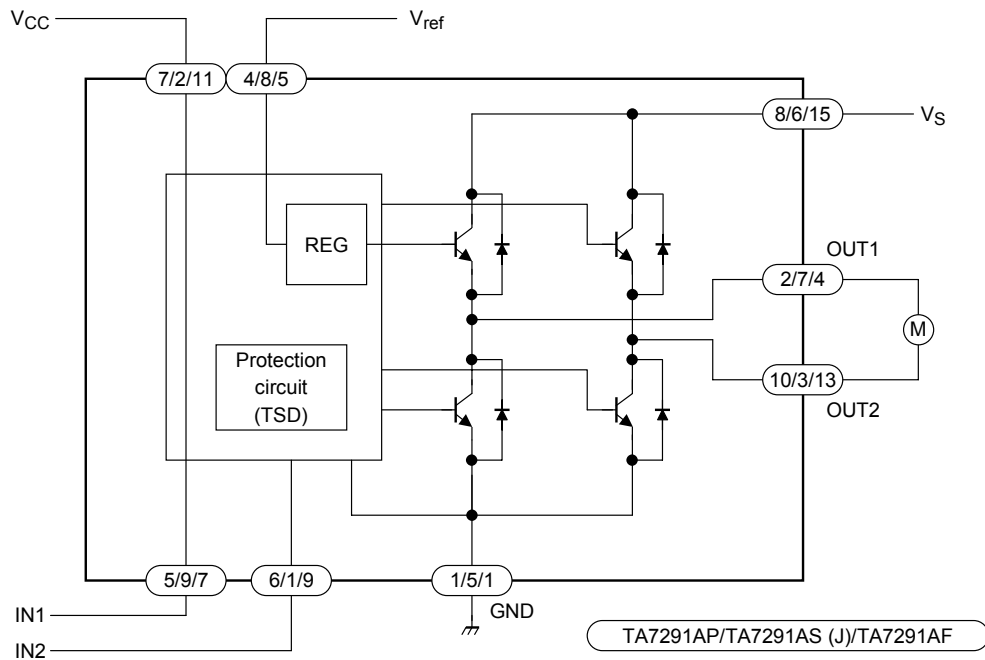 VCC
Vref
7/2/11
4/8/5
8/6/15
VS
REG
OUT1
2/7/4
M
Protection
circuit
(TSD)
10/3/13
OUT2
5/9/7
6/1/9
1/5/1
GND
IN1
IN2
TA7291AP/TA7291AS (J)/TA7291AF